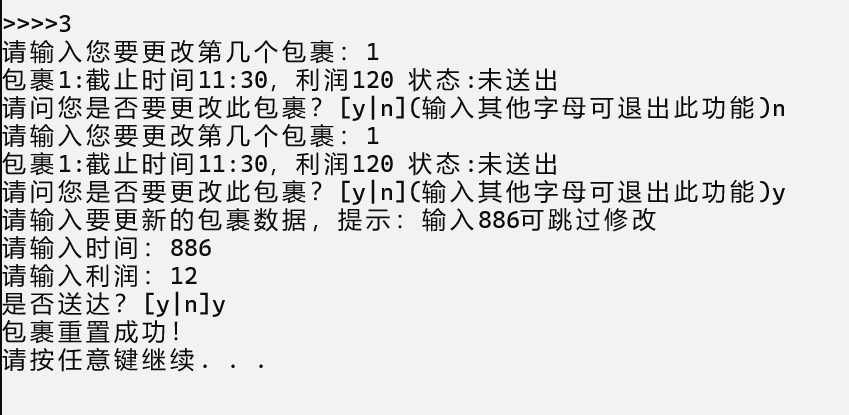 >>>>3
请输入您要更改第几个包裹：1
包裹1:截止时间11:30，利润120 状态:未送出
请问您是否要更改此包裹？[y|n](输入其他字母可退出此功能)n
请输入您要更改第几个包裹：1
包裹1:截止时间11:30，利润120 状态:未送出
请问您是否要更改此包裹？[y|n](输入其他字母可退出此功能)y
请输入要更新的包裹数据，提示：输入886可跳过修改
请输入时间：886
请输入利润：12
是否送达？[y|n]y
包裹重置成功！
请按任意键继续. . .